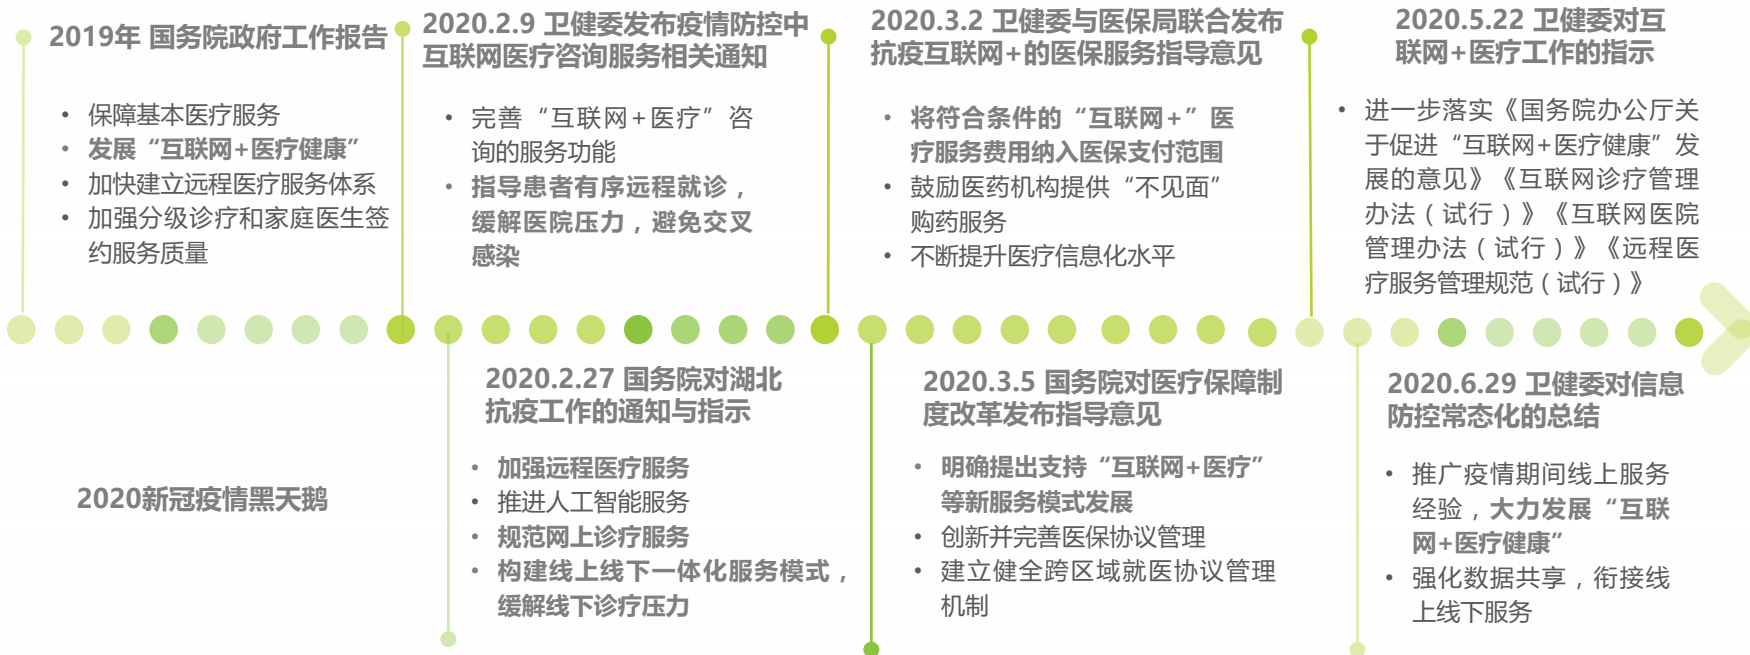 2019年 国务院政府工作报告
• 保障基本医疗服务
• 发展“互联网+医疗健康”
• 加快建立远程医疗服务体系
• 加强分级诊疗和家庭医生签
约服务质量
2020.2.9 卫健委发布疫情防控中
互联网医疗咨询服务相关通知
• 完善“互联网+医疗”咨
询的服务功能
• 指导患者有序远程就诊，
缓解医院压力，避免交叉
感染
2020.3.2 卫健委与医保局联合发布
抗疫互联网+的医保服务指导意见
• 将符合条件的“互联网+”医
疗服务费用纳入医保支付范围
• 鼓励医药机构提供“不见面”
购药服务
• 不断提升医疗信息化水平
2020.5.22 卫健委对互
联网+医疗工作的指示
• 进一步落实《国务院办公厅关
于促进“互联网+医疗健康”发
展的意见》《互联网诊疗管理
办法（试行）》《互联网医院
管理办法（试行）》《远程医
疗服务管理规范（试行）》
2020新冠疫情黑天鹅
2020.2.27 国务院对湖北
抗疫工作的通知与指示
• 加强远程医疗服务
• 推进人工智能服务
• 规范网上诊疗服务
• 构建线上线下一体化服务模式，
缓解线下诊疗压力
2020.3.5 国务院对医疗保障制
度改革发布指导意见
• 明确提出支持“互联网+医疗”
等新服务模式发展
• 创新并完善医保协议管理
• 建立健全跨区域就医协议管理
机制
2020.6.29 卫健委对信息
防控常态化的总结
• 推广疫情期间线上服务
经验，大力发展“互联
网+医疗健康”
• 强化数据共享，衔接线
上线下服务